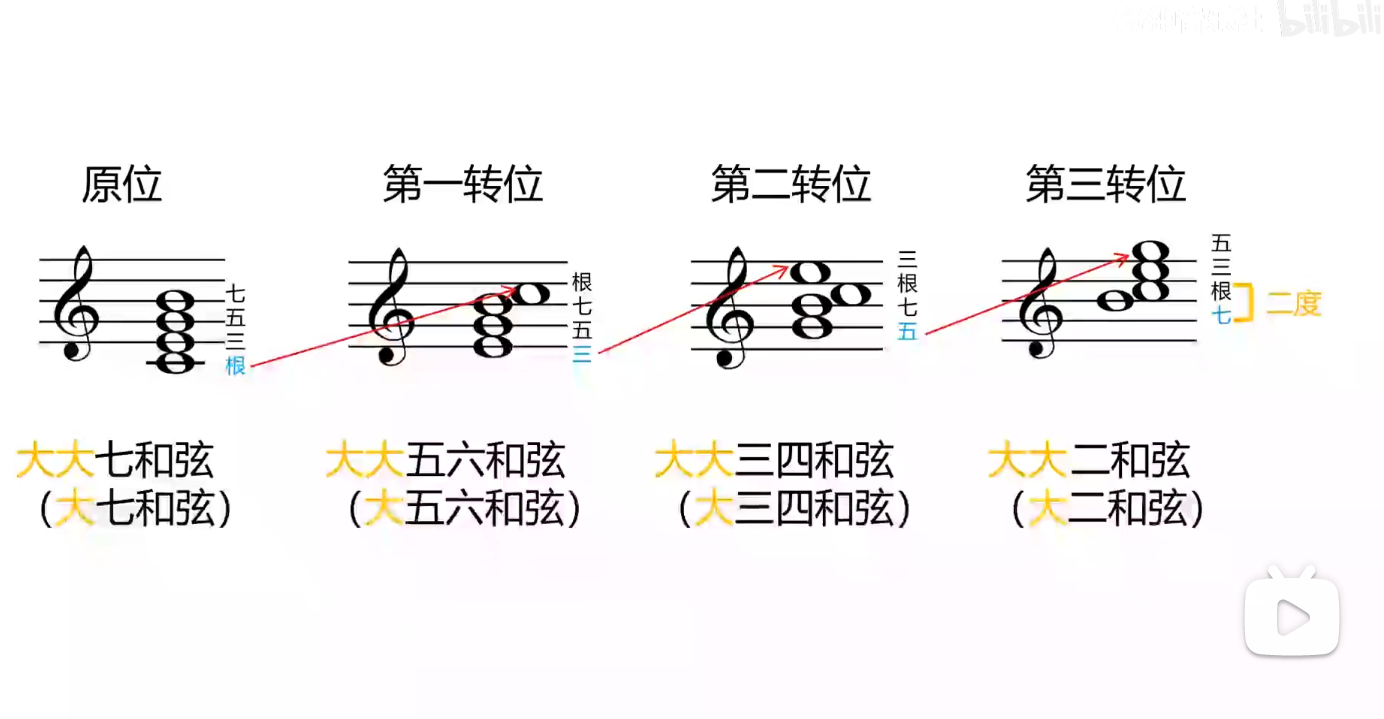 bilibili
原位
第一转位
第二转位
第三转位
七
五
三
根
根
七
五
三
三
根
七
五
五
三
根
七
二度
大大七和弦
（大七和弦）
大大五六和弦
（大五六和弦）
大大三四和弦
（大三四和弦）
大大二和弦
（大二和弦）